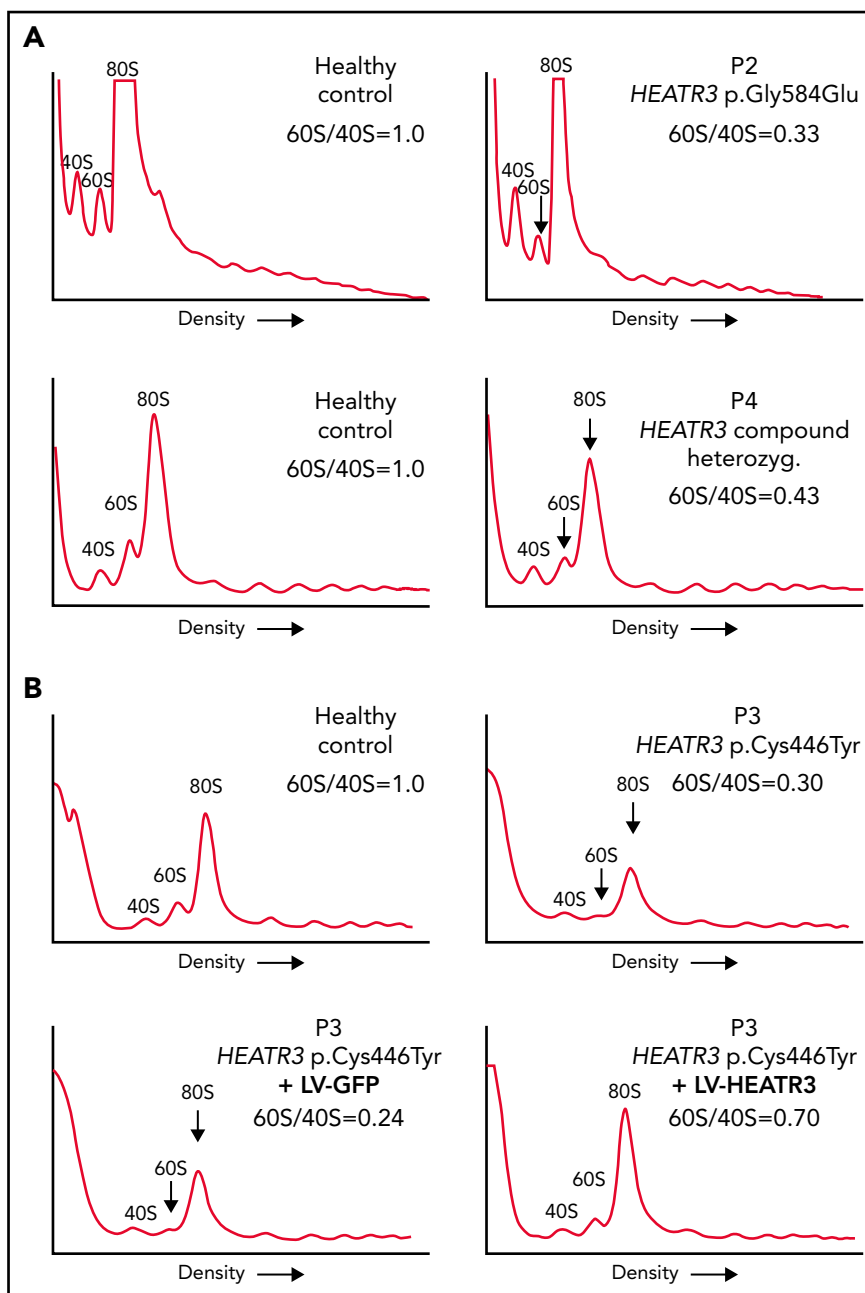 A
80S
40S
60S
Healthy
control
60S/40S=1.0
Density
80S
40S
60S
P2
HEATR3 p.Gly584Glu
60S/40S=0.33
Density
80S
60S
40S
Healthy
control
60S/40S=1.0
Density
80S
60S
40S
P4
HEATR3 compound
heterozyg.
60S/40S=0.43
Density
B
80S
60S
40S
Healthy
control
60S/40S=1.0
Density
80S
60S
40S
P3
HEATR3 p.Cys446Tyr
60S/40S=0.30
Density
80S
60S
40S
P3
HEATR3 p.Cys446Tyr
+ LV-GFP
60S/40S=0.24
Density
80S
60S
40S
P3
HEATR3 p.Cys446Tyr
+ LV-HEATR3
60S/40S=0.70
Density